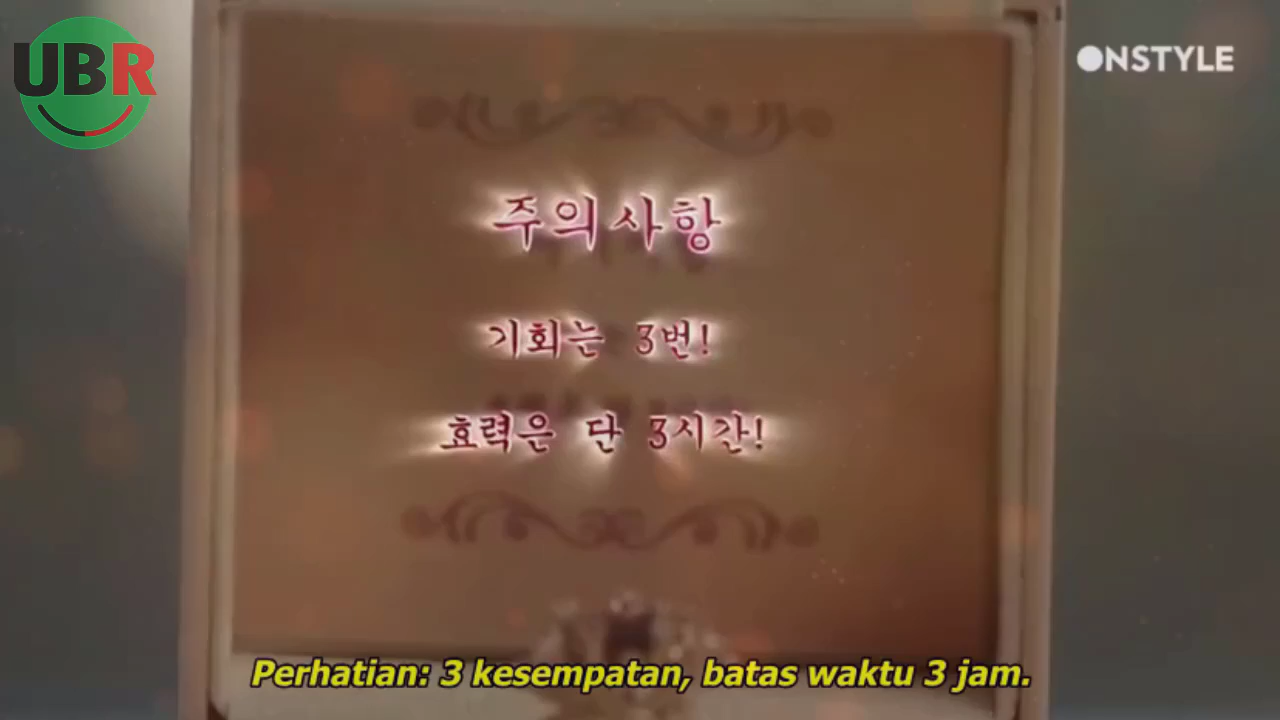 UBR
ONSTYLE
주의사항
기회는 3번!
효력은 단 3시간!
Perhatian: 3 kesempatan, batas waktu 3 jam.